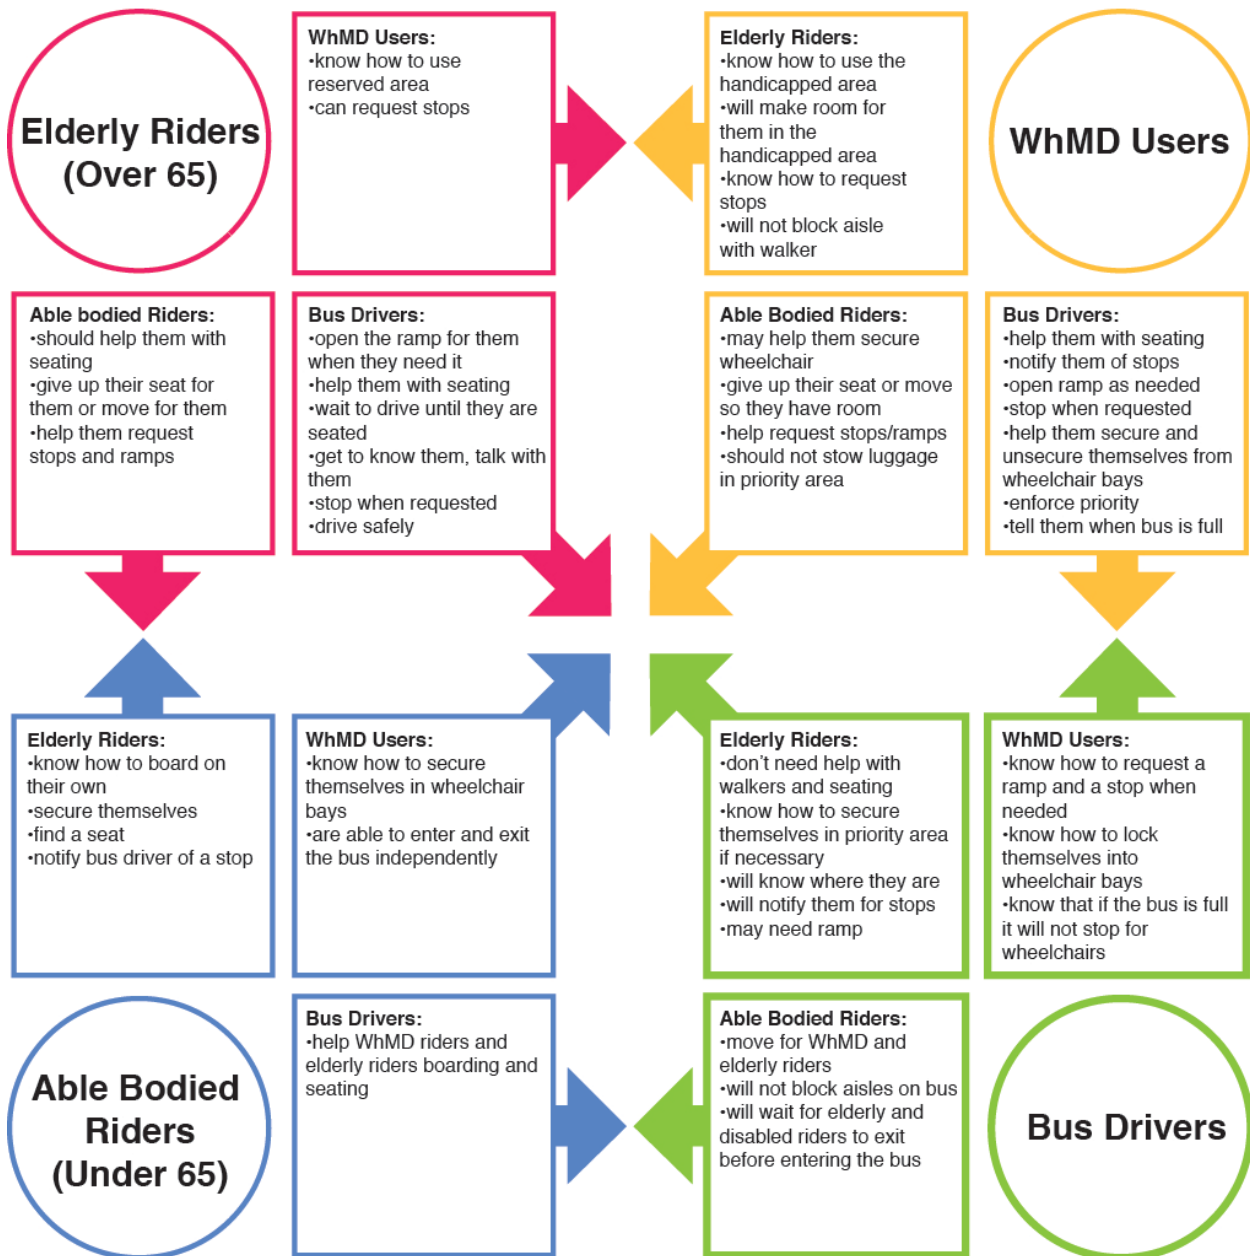 Elderly Riders
(Over 65)
WhMD Users:
•know how to use
reserved area
•can request stops
Elderly Riders:
•know how to use the
handicapped area
•will make room for
them in the
handicapped area
•know how to request
stops
•will not block aisle
with walker
WhMD Users
Able bodied Riders:
•should help them with
seating
•give up their seat for
them or move for them
•help them request
stops and ramps
Bus Drivers:
•open the ramp for them
when they need it
•help them with seating
•wait to drive until they are
seated
•get to know them, talk with
them
•stop when requested
•drive safely
Able Bodied Riders:
•may help them secure
wheelchair
•give up their seat or move
so they have room
•help request stops/ramps
•should not stow luggage
in priority area
Bus Drivers:
•help them with seating
•notify them of stops
•open ramp as needed
•stop when requested
•help them secure and
unsecure themselves from
wheelchair bays
•enforce priority
•tell them when bus is full
Elderly Riders:
•know how to board on
their own
•secure themselves
•find a seat
•notify bus driver of a stop
WhMD Users:
•know how to secure
themselves in wheelchair
bays
•are able to enter and exit
the bus independently
Elderly Riders:
•don't need help with
walkers and seating
•know how to secure
themselves in priority area
if necessary
•will know where they are
•will notify them for stops
•may need ramp
WhMD Users:
•know how to request a
ramp and a stop when
needed
•know how to lock
themselves into
wheelchair bays
•know that if the bus is full
it will not stop for
wheelchairs
Able Bodied
Riders
(Under 65)
Bus Drivers:
•help WhMD riders and
elderly riders boarding and
seating
Able Bodied Riders:
•move for WhMD and
elderly riders
•will not block aisles on bus
•will wait for elderly and
disabled riders to exit
before entering the bus
Bus Drivers